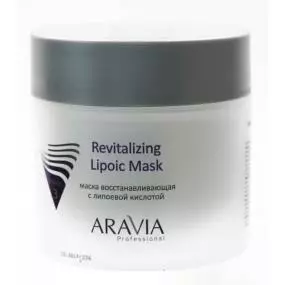 Revitalizing
Lipoic Mask
маска восстанавливающая
с липоевой кислотой
ARAVIA
Professional